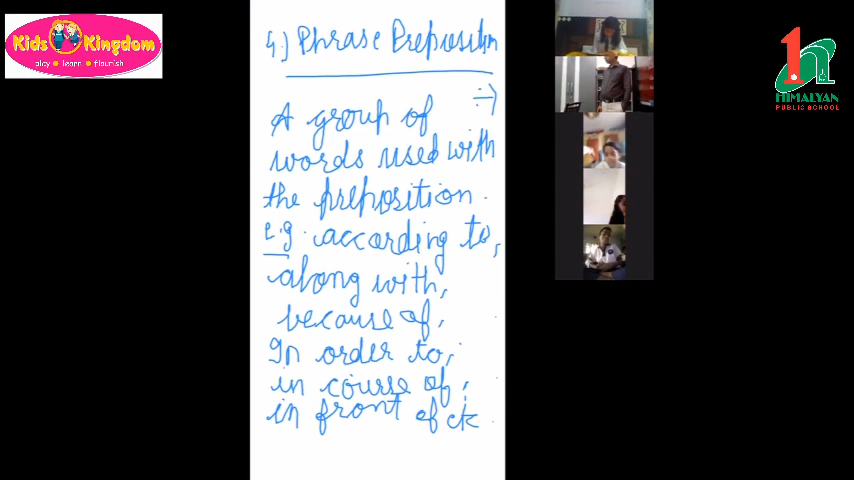 Kids Kingdom
play • learn • flourish
4.) Phrase Preposition
:-)
A group of
words used with
the preposition.
e.g. according to,
along with,
because of,
In order to,
in course of,
in front of etc
HIMALYAN
PUBLIC SCHOOL